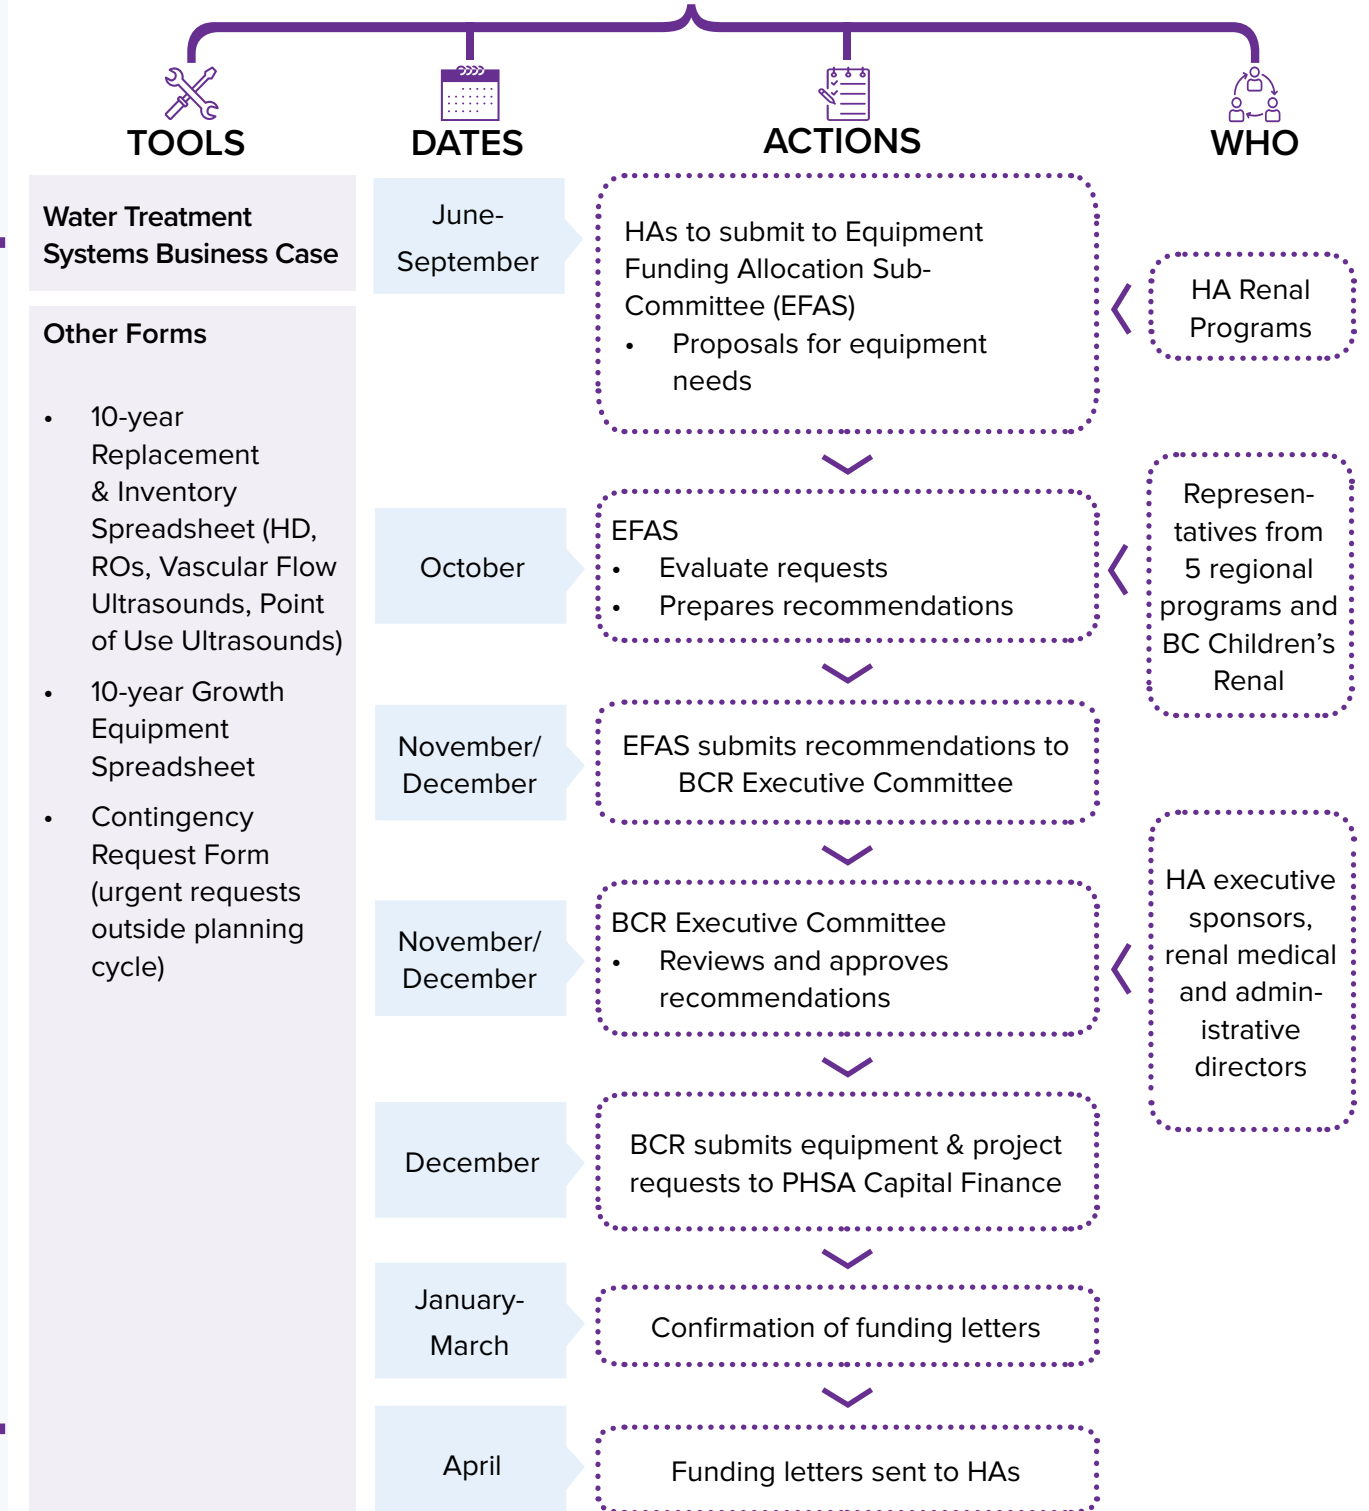 TOOLS
DATES
ACTIONS
WHO
Water Treatment
Systems Business Case
Other Forms
• 10-year
Replacement
& Inventory
Spreadsheet (HD,
ROs, Vascular Flow
Ultrasounds, Point
of Use Ultrasounds)
• 10-year Growth
Equipment
Spreadsheet
• Contingency
Request Form
(urgent requests
outside planning
cycle)
June-
September
HAs to submit to Equipment
Funding Allocation Sub-
Committee (EFAS)
• Proposals for equipment
needs
HA Renal
Programs
October
EFAS
• Evaluate requests
• Prepares recommendations
Represen-
tatives from
5 regional
programs and
BC Children's
Renal
November/
December
EFAS submits recommendations to
BCR Executive Committee
November/
December
BCR Executive Committee
• Reviews and approves
recommendations
HA executive
sponsors,
renal medical
and admin-
istrative
directors
December
BCR submits equipment & project
requests to PHSA Capital Finance
January-
March
Confirmation of funding letters
April
Funding letters sent to HAs